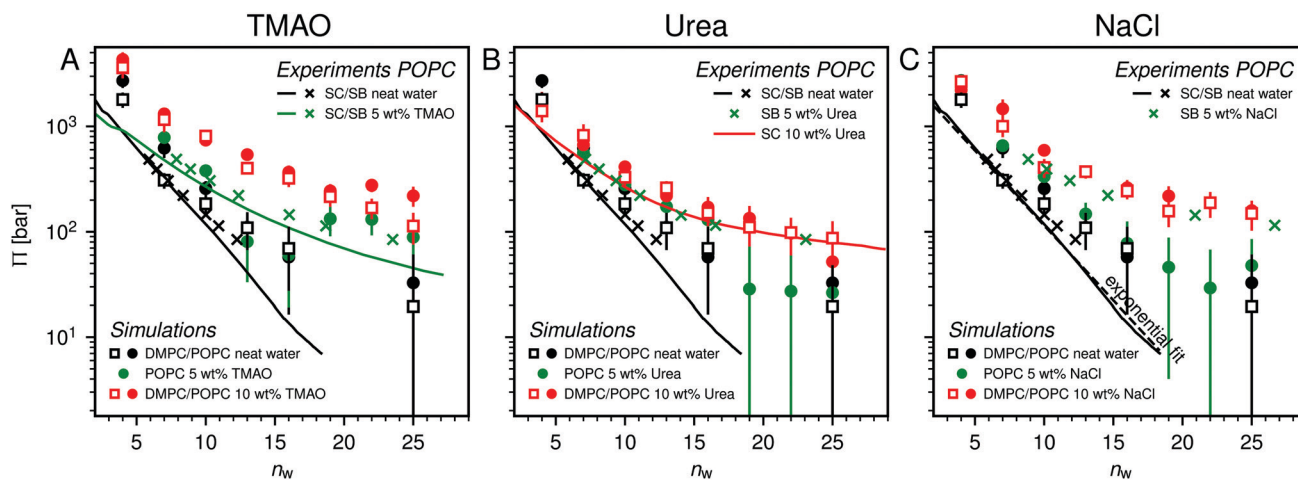 TMAO
A
Experiments POPC
SC/SB neat water
SC/SB 5 wt% TMAO
Simulations
DMPC/POPC neat water
POPC 5 wt% TMAO
DMPC/POPC 10 wt% TMAO
Π [bar]
10³
10²
10¹
5 10 15 20 25
n_w
Urea
B
Experiments POPC
SC/SB neat water
SB 5 wt% Urea
SC 10 wt% Urea
Simulations
DMPC/POPC neat water
POPC 5 wt% Urea
DMPC/POPC 10 wt% Urea
5 10 15 20 25
n_w
NaCl
C
Experiments POPC
SC/SB neat water
SB 5 wt% NaCl
exponential fit
Simulations
DMPC/POPC neat water
POPC 5 wt% NaCl
DMPC/POPC 10 wt% NaCl
5 10 15 20 25
n_w